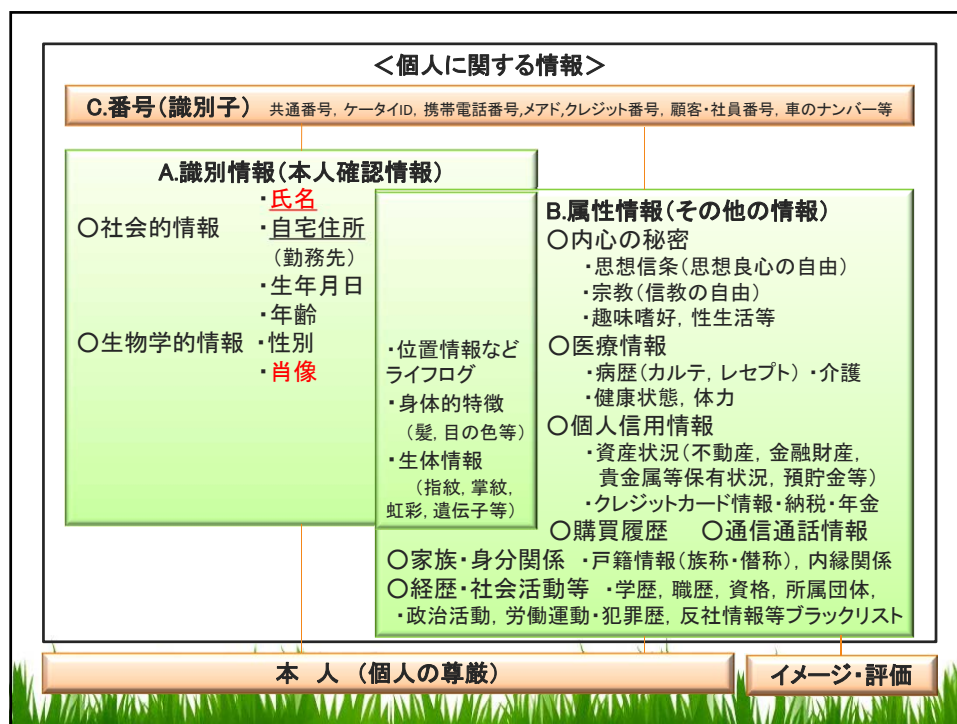 ＜個人に関する情報＞
C.番号（識別子） 共通番号, ケータイID, 携帯電話番号,メアド,クレジット番号, 顧客・社員番号, 車のナンバー等
A.識別情報（本人確認情報）
・氏名
〇社会的情報 ・自宅住所
（勤務先）
・生年月日
・年齢
〇生物学的情報 ・性別
・肖像
・位置情報など
ライフログ
・身体的特徴
（髪, 目の色等）
・生体情報
（指紋, 掌紋,
虹彩, 遺伝子等）
B.属性情報（その他の情報）
〇内心の秘密
・思想信条（思想良心の自由）
・宗教（信教の自由）
・趣味嗜好, 性生活等
〇医療情報
・病歴（カルテ, レセプト） ・介護
・健康状態, 体力
〇個人信用情報
・資産状況（不動産, 金融財産,
貴金属等保有状況, 預貯金等）
・クレジットカード情報・納税・年金
〇購買履歴 〇通信通話情報
〇家族・身分関係 ・戸籍情報（族称・僭称）, 内縁関係
〇経歴・社会活動等 ・学歴, 職歴, 資格, 所属団体,
・政治活動, 労働運動・犯罪歴, 反社情報等ブラックリスト
本 人 （個人の尊厳）
イメージ・評価